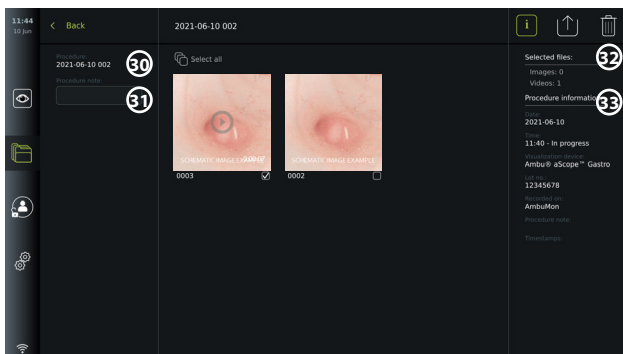 11:44
10 Jun
Back
2021-06-10 002
Procedure:
2021-06-10 002
30
Procedure note:
31
Select all
SCHEMATIC IMAGE EXAMPLE
0003
SCHEMATIC IMAGE EXAMPLE
0002
i
Selected files:
32
Images: 0
Videos: 1
Procedure information
33
Date:
2021-06-10
Time:
11:40 - In progress
Visualization device:
Ambu® aScope™ Gastro
Lot no.:
12345678
Recorded on:
AmbuMon
Procedure note:
Timestamps: